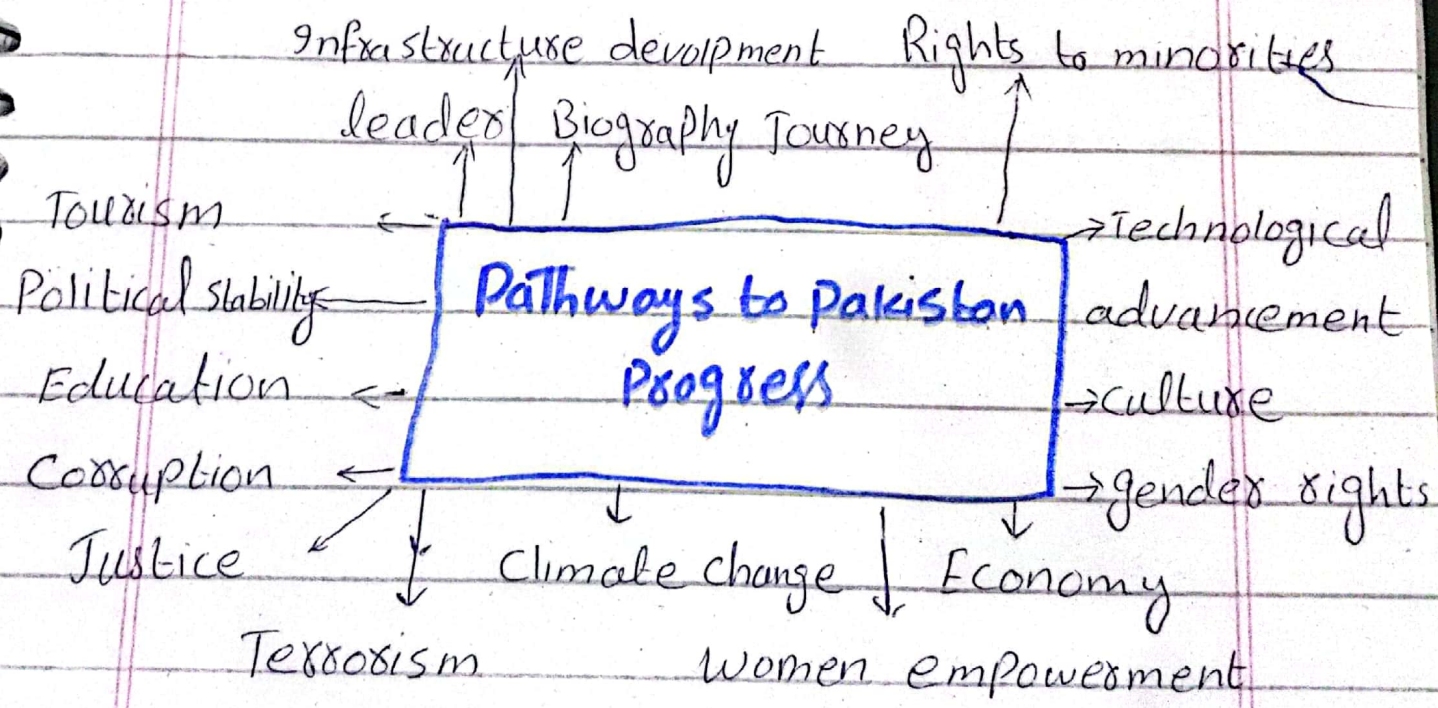 Infrastructure devolpment Rights to minorities
leader Biography Journey
Tourism
Technological
Political stability
Pathways to Pakistan
advancement
Education
Progress
culture
Corruption
gender rights
Justice
Climate change
Economy
Terrorism
women empowerment